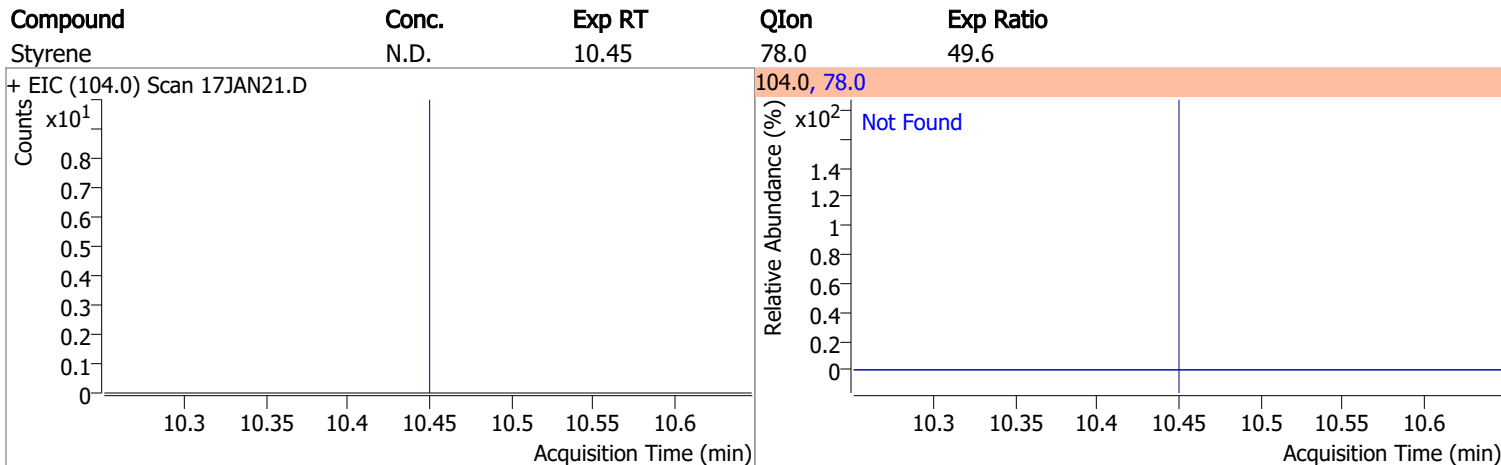 Compound Conc. Exp RT QIon Exp Ratio
Styrene N.D. 10.45 78.0 49.6
+ EIC (104.0) Scan 17JAN21.D
Counts
x10¹
0.8
0.7
0.6
0.5
0.4
0.3
0.2
0.1
0
10.3 10.35 10.4 10.45 10.5 10.55 10.6
Acquisition Time (min)
104.0, 78.0
Relative Abundance (%)
x10²
Not Found
1.4
1.2
1
0.8
0.6
0.4
0.2
0
10.3 10.35 10.4 10.45 10.5 10.55 10.6
Acquisition Time (min)